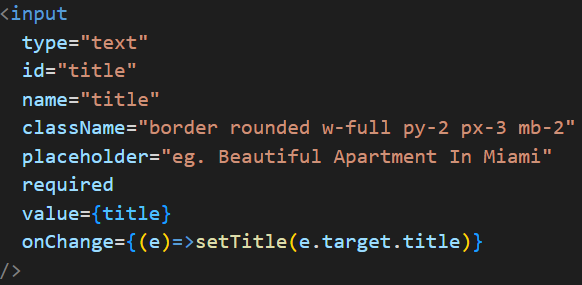 <input
type="text"
id="title"
name="title"
className="border rounded w-full py-2 px-3 mb-2"
placeholder="eg. Beautiful Apartment In Miami"
required
value={title}
onChange={(e)=>setTitle(e.target.title)}
/>